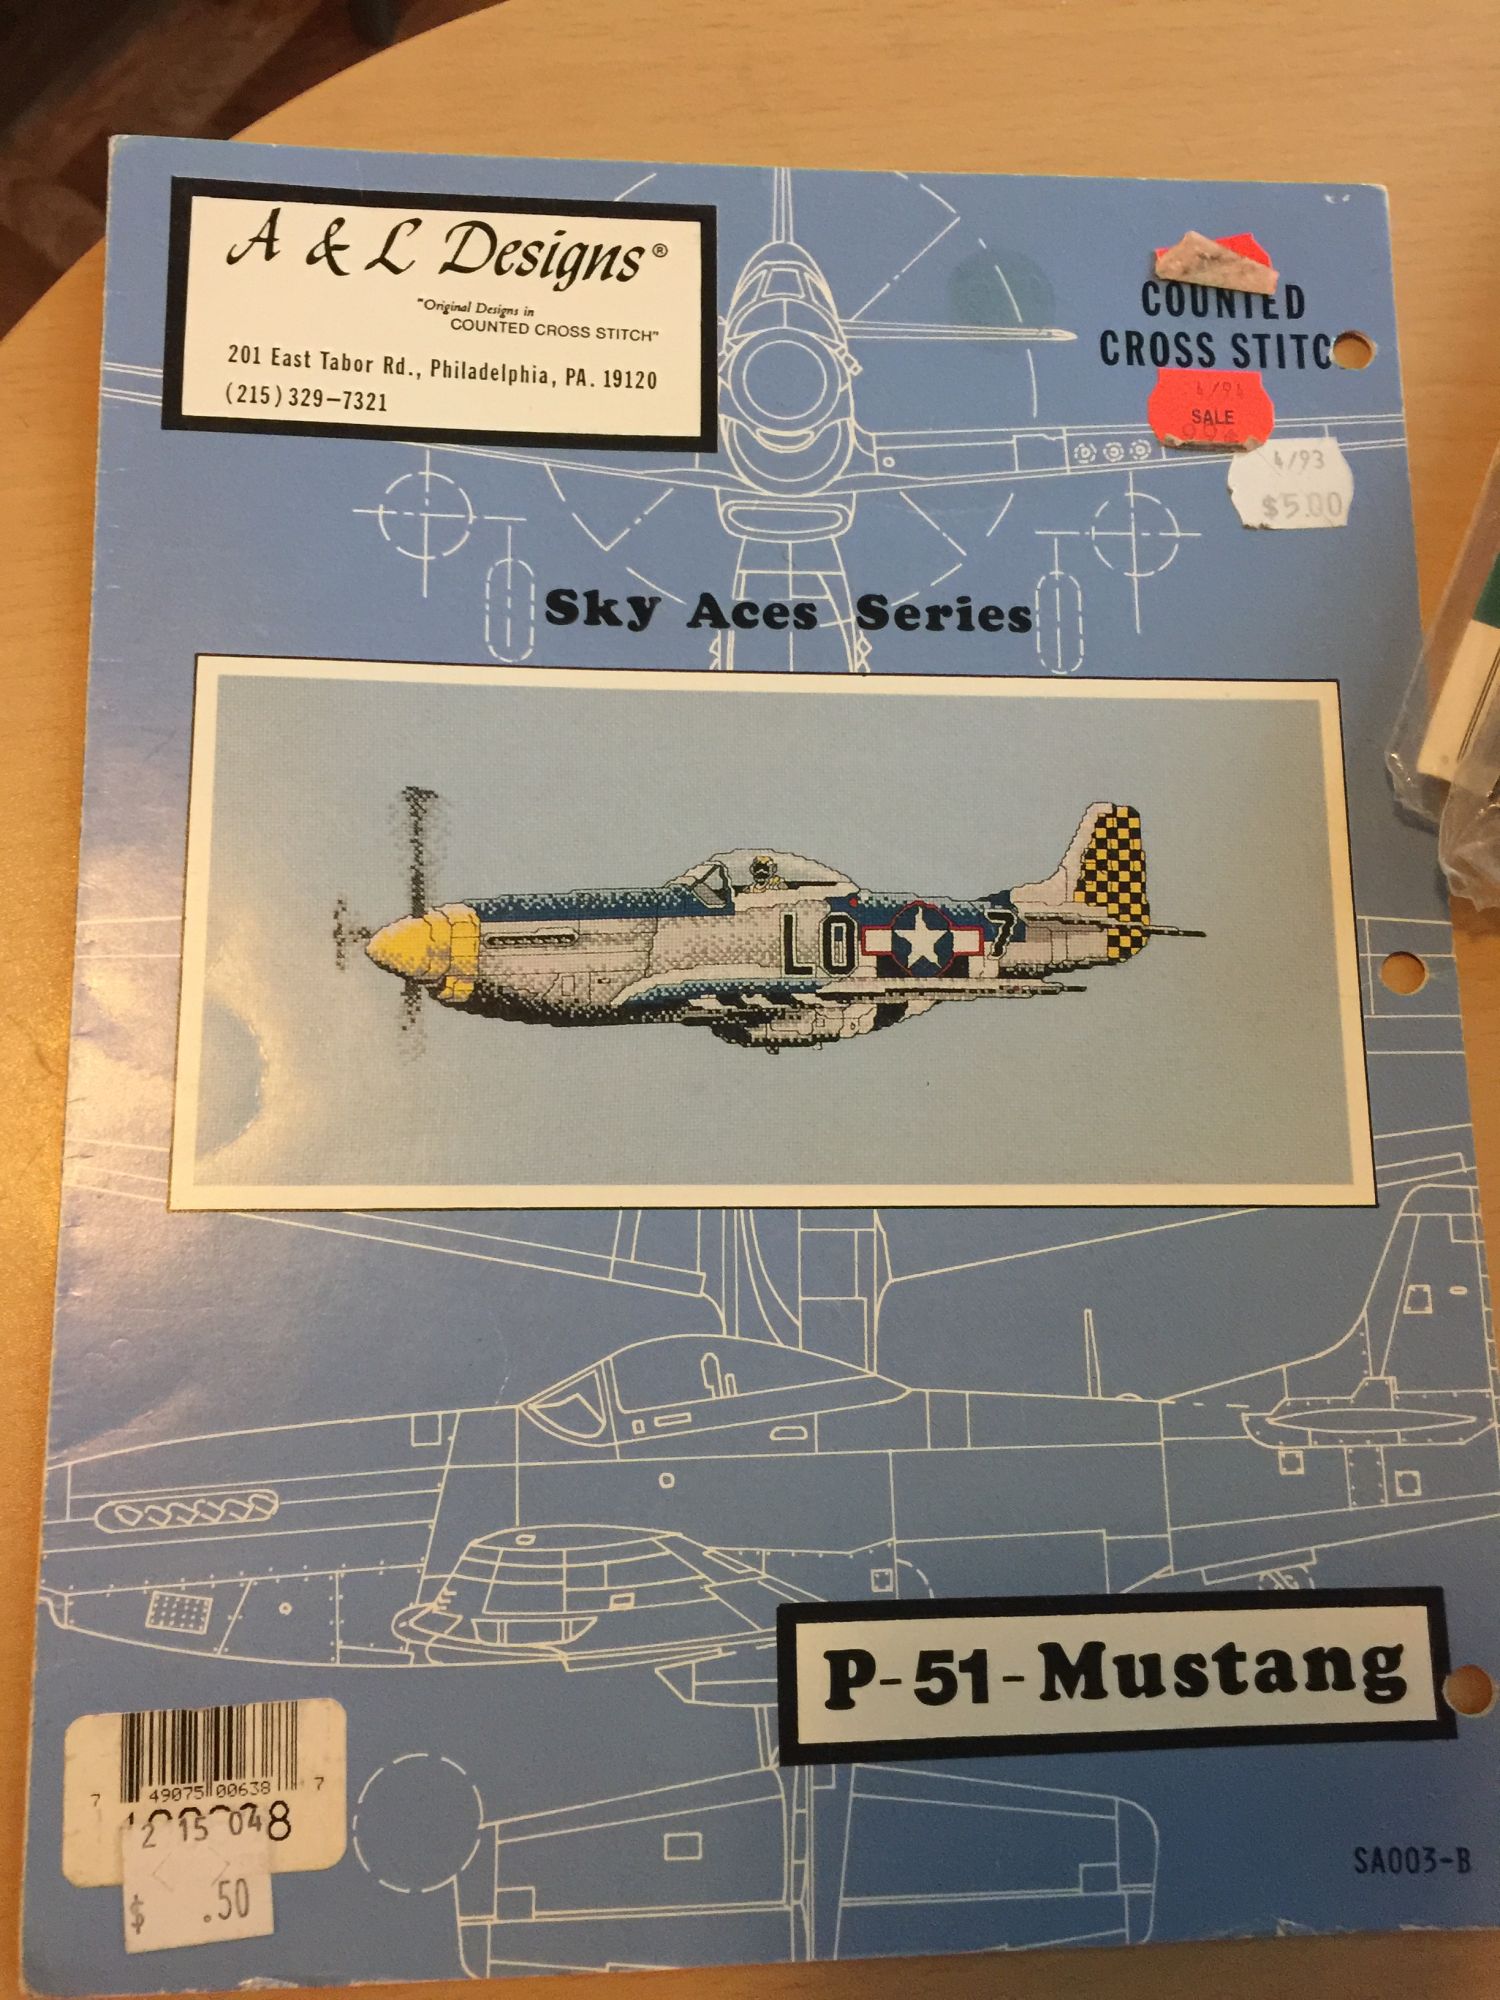 A & L Designs®
"Original Designs in
COUNTED CROSS STITCH"
201 East Tabor Rd., Philadelphia, PA. 19120
(215) 329-7321
COUNTED
CROSS STITC
SALE
4/93
$5.00
Sky Aces Series
LO 7
P-51-Mustang
7 49075 00638 7
2 15 04
$ .50
SA003-B